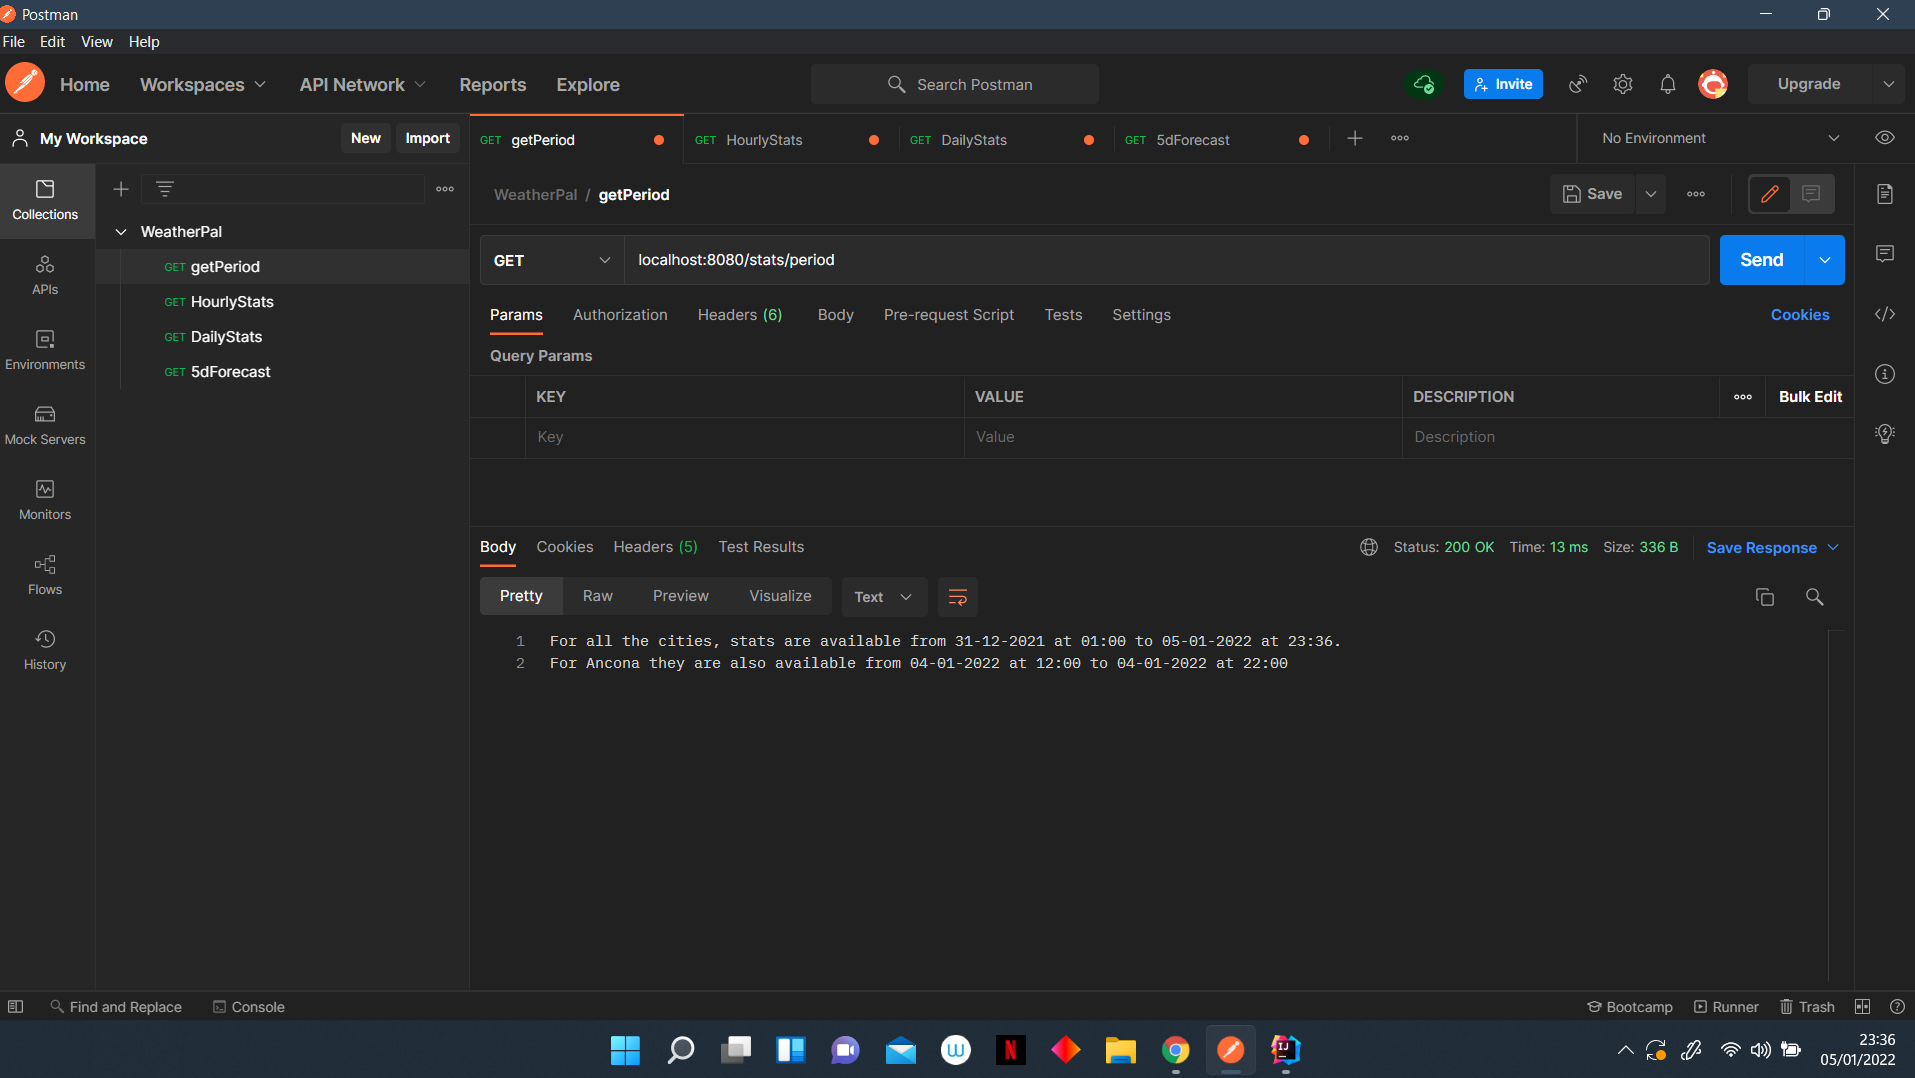 Postman
File Edit View Help
Home Workspaces API Network Reports Explore Search Postman Invite Upgrade
My Workspace New Import
GET getPeriod GET HourlyStats GET DailyStats GET 5dForecast No Environment
WeatherPal / getPeriod Save
Collections
APIs
Environments
Mock Servers
Monitors
Flows
History
WeatherPal
GET getPeriod
GET HourlyStats
GET DailyStats
GET 5dForecast
GET localhost:8080/stats/period Send
Params Authorization Headers (6) Body Pre-request Script Tests Settings Cookies
Query Params
KEY VALUE DESCRIPTION Bulk Edit
Key Value Description
Body Cookies Headers (5) Test Results Status: 200 OK Time: 13 ms Size: 336 B Save Response
Pretty Raw Preview Visualize Text
1 For all the cities, stats are available from 31-12-2021 at 01:00 to 05-01-2022 at 23:36.
2 For Ancona they are also available from 04-01-2022 at 12:00 to 04-01-2022 at 22:00
Find and Replace Console Bootcamp Runner Trash
W N IJ
23:36
05/01/2022